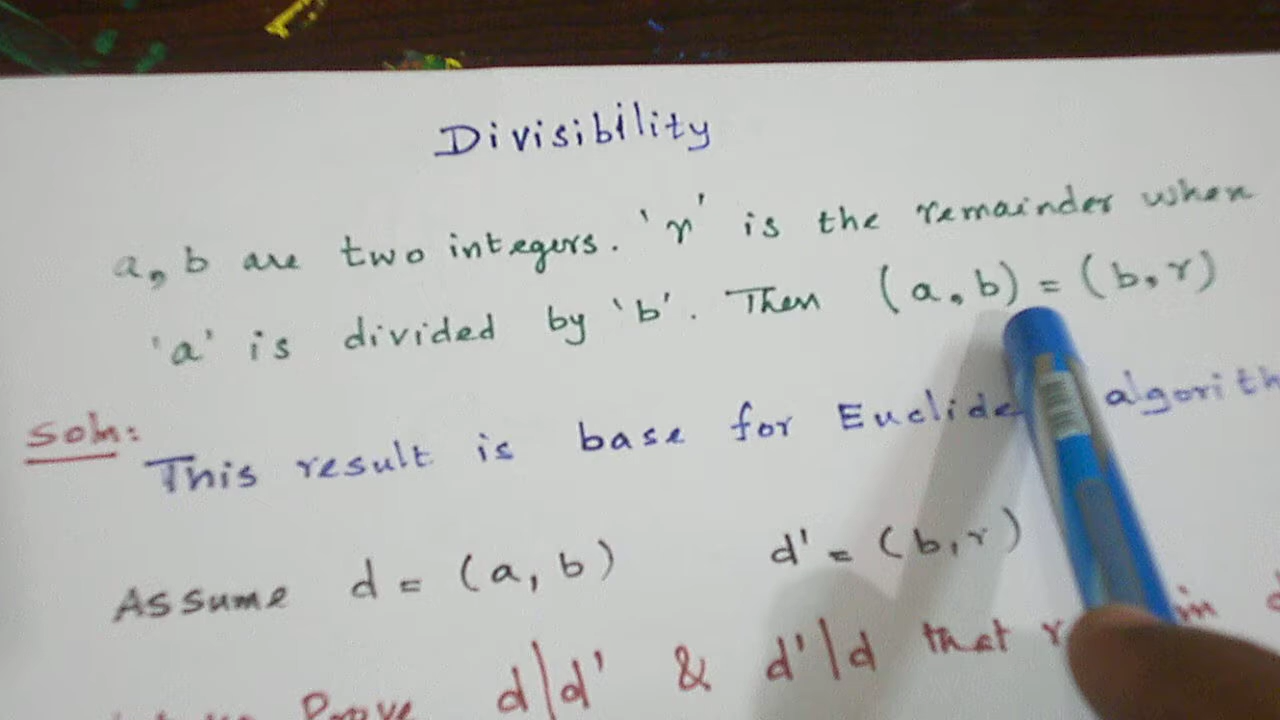 Divisibility
a, b are two integers. 'r' is the remainder when
'a' is divided by 'b'. Then (a, b) = (b, r)
Soln:
This result is base for
Assume d = (a, b) d' = (b, r)
Prove d|d' & d'|d that